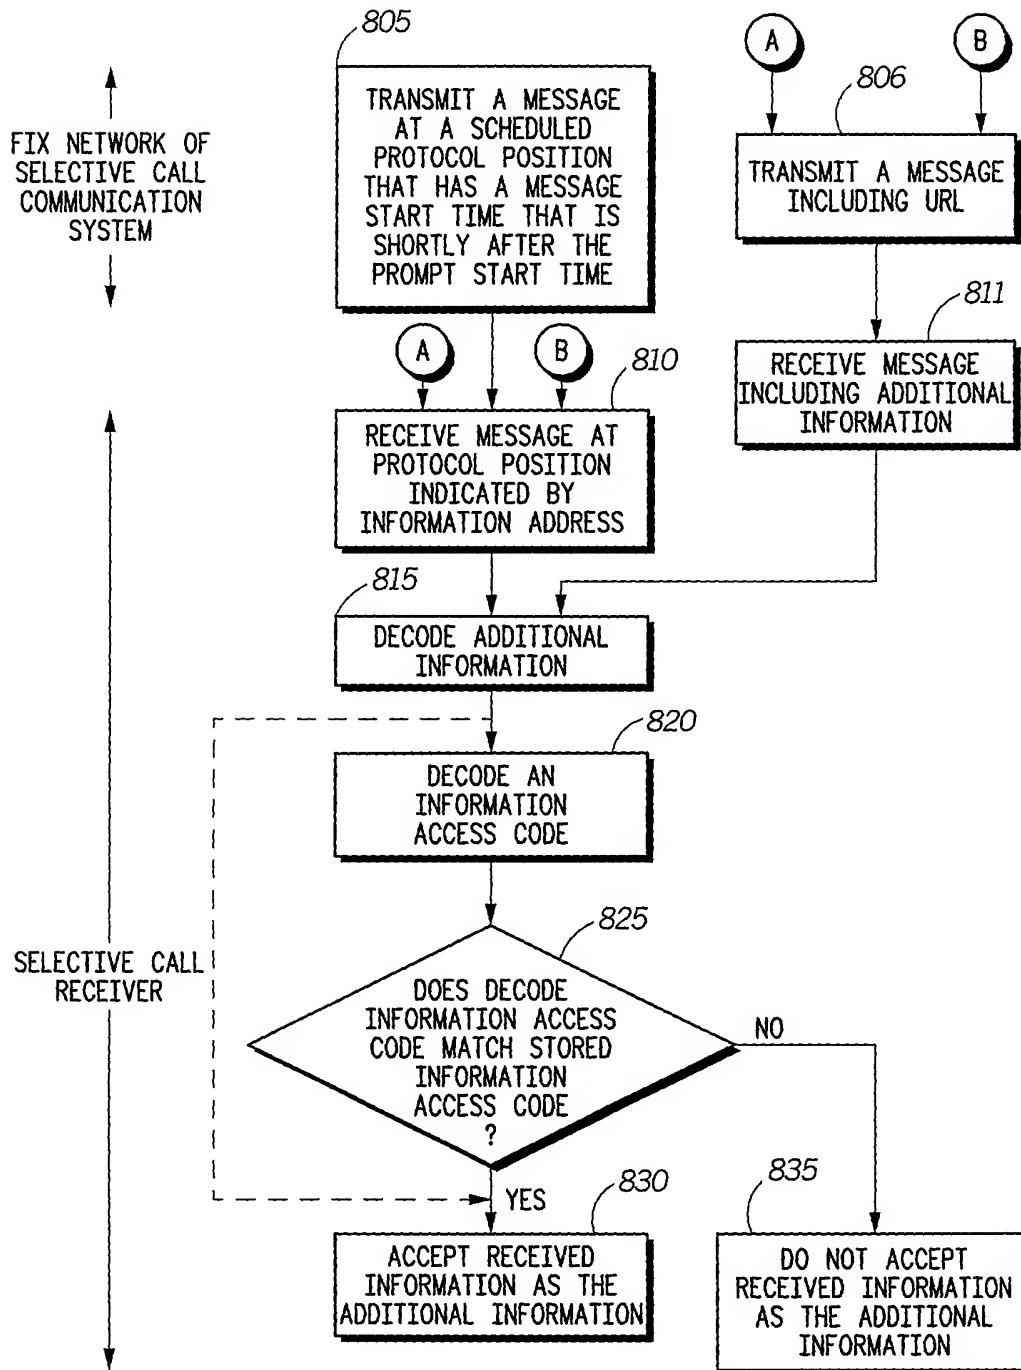 805
TRANSMIT A MESSAGE
AT A SCHEDULED
PROTOCOL POSITION
THAT HAS A MESSAGE
START TIME THAT IS
SHORTLY AFTER THE
PROMPT START TIME
FIX NETWORK OF
SELECTIVE CALL
COMMUNICATION
SYSTEM
A
B
806
TRANSMIT A MESSAGE
INCLUDING URL
811
RECEIVE MESSAGE
INCLUDING ADDITIONAL
INFORMATION
A
B
810
RECEIVE MESSAGE AT
PROTOCOL POSITION
INDICATED BY
INFORMATION ADDRESS
815
DECODE ADDITIONAL
INFORMATION
820
DECODE AN
INFORMATION
ACCESS CODE
825
SELECTIVE CALL
RECEIVER
DOES DECODE
INFORMATION ACCESS
CODE MATCH STORED
INFORMATION
ACCESS CODE
?
NO
YES
830
ACCEPT RECEIVED
INFORMATION AS THE
ADDITIONAL INFORMATION
835
DO NOT ACCEPT
RECEIVED INFORMATION
AS THE ADDITIONAL
INFORMATION